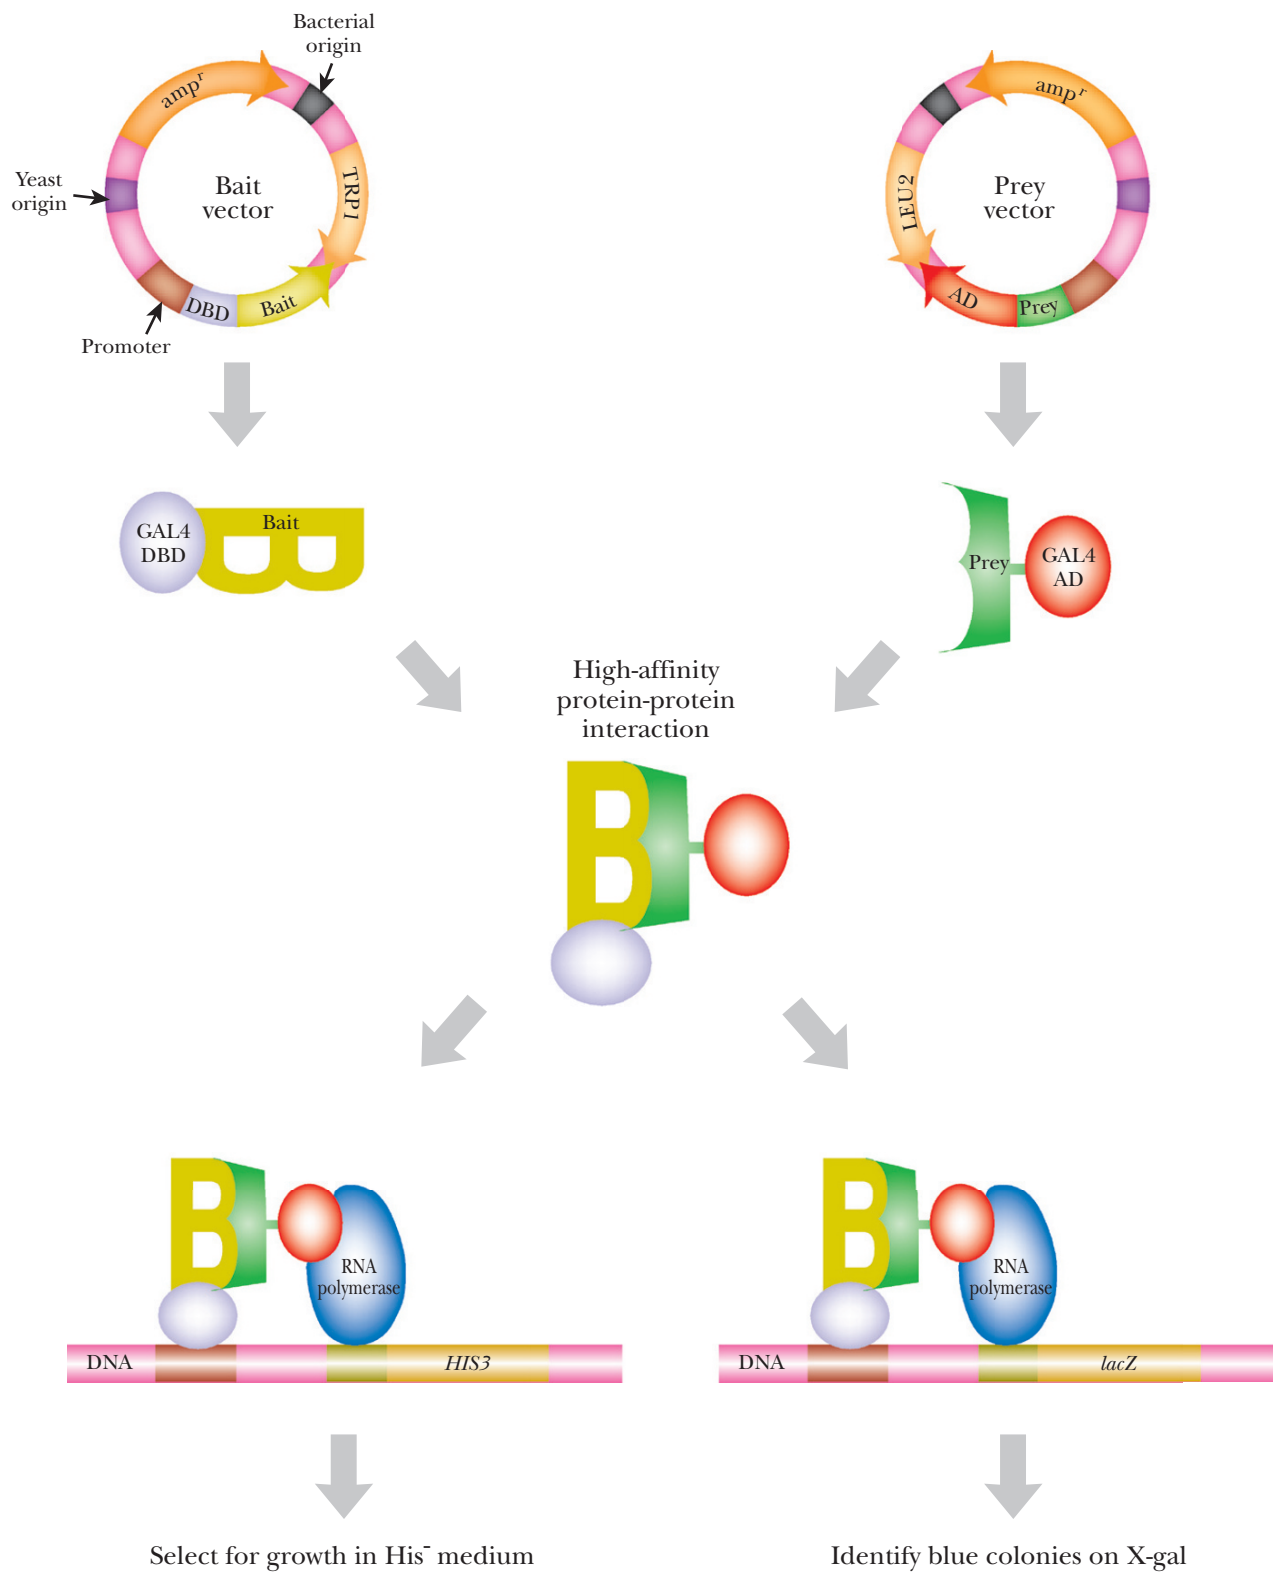 Bacterial
origin
amp^r
Yeast
origin
Bait
vector
TRP1
DBD
Bait
Promoter
amp^r
LEU2
Prey
vector
AD
Prey
GAL4
DBD
Bait
Prey
GAL4
AD
High-affinity
protein-protein
interaction
RNA
polymerase
DNA
HIS3
RNA
polymerase
DNA
lacZ
Select for growth in His⁻ medium
Identify blue colonies on X-gal